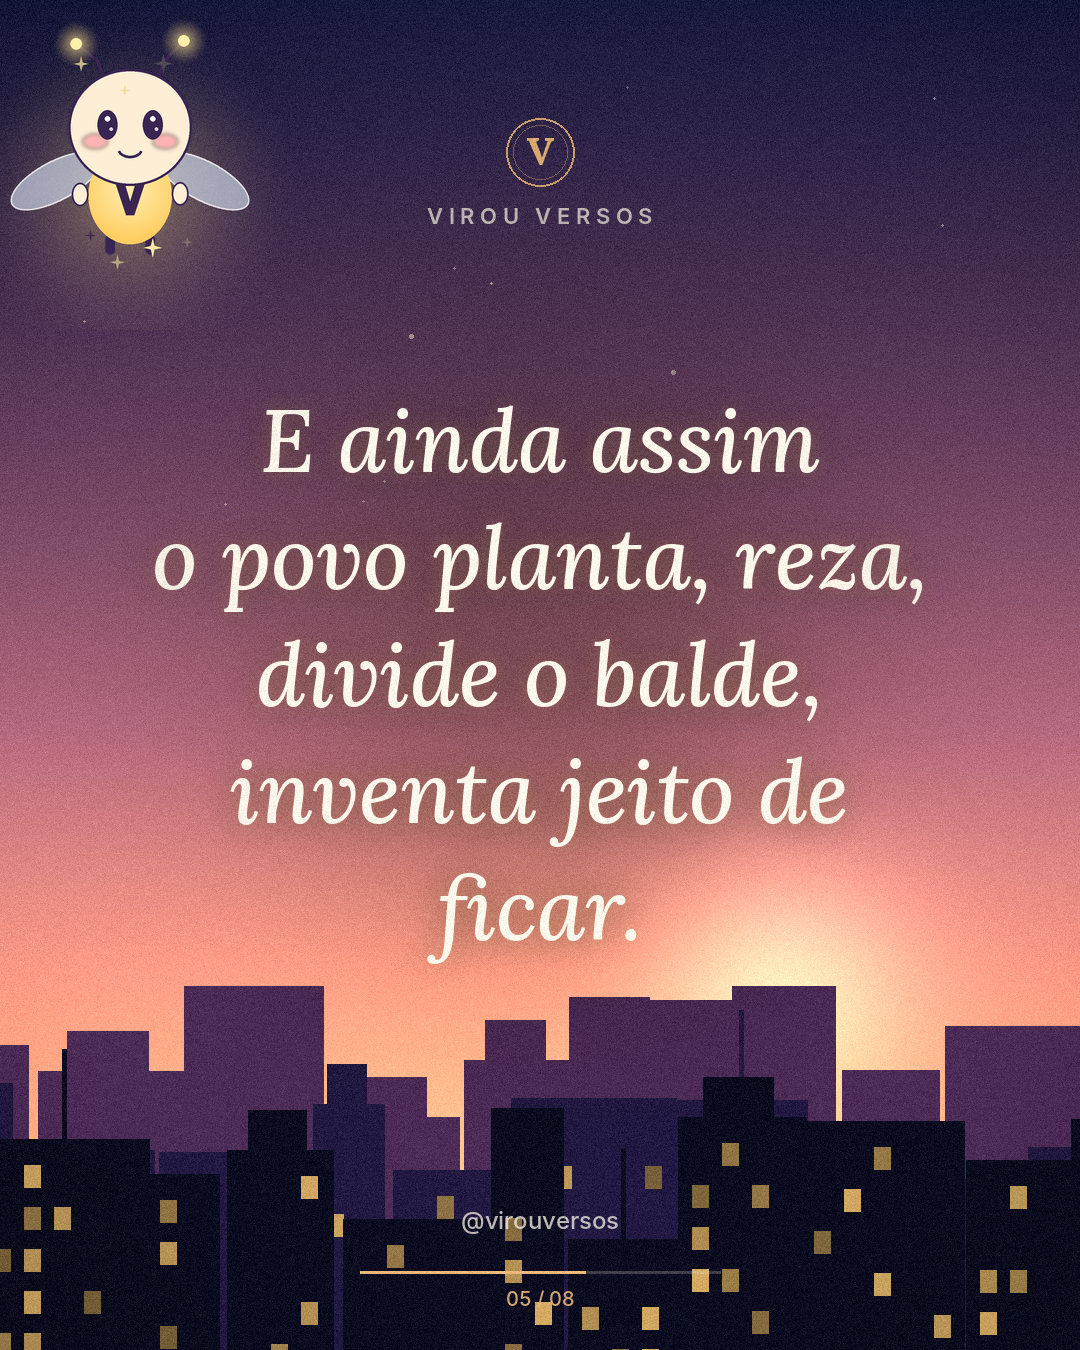 V
VIROU VERSOS
V
E ainda assim
o povo planta, reza,
divide o balde,
inventa jeito de
ficar.
@virouversos
05 / 08